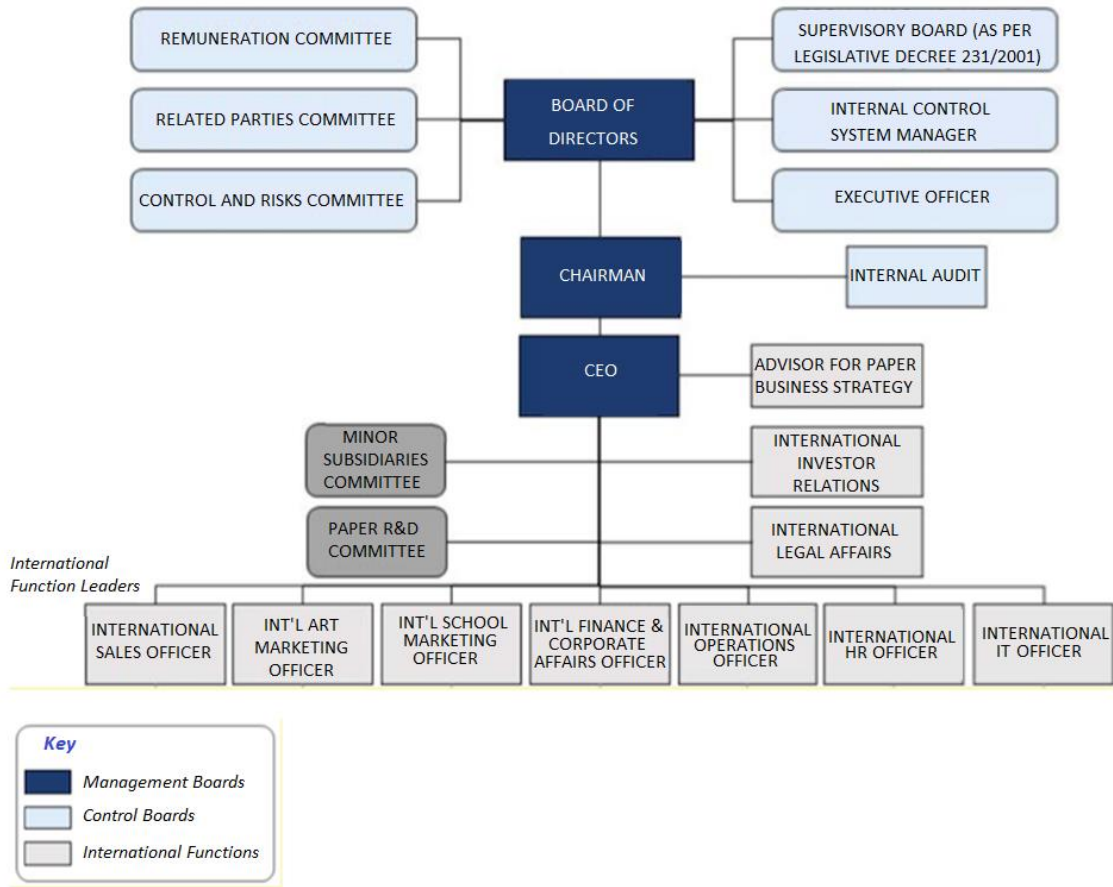 REMUNERATION COMMITTEE
SUPERVISORY BOARD (AS PER
LEGISLATIVE DECREE 231/2001)
RELATED PARTIES COMMITTEE
BOARD OF
DIRECTORS
INTERNAL CONTROL
SYSTEM MANAGER
CONTROL AND RISKS COMMITTEE
EXECUTIVE OFFICER
CHAIRMAN
INTERNAL AUDIT
CEO
ADVISOR FOR PAPER
BUSINESS STRATEGY
MINOR
SUBSIDIARIES
COMMITTEE
INTERNATIONAL
INVESTOR
RELATIONS
PAPER R&D
COMMITTEE
INTERNATIONAL
LEGAL AFFAIRS
International
Function Leaders
INTERNATIONAL
SALES OFFICER
INT'L ART
MARKETING
OFFICER
INT'L SCHOOL
MARKETING
OFFICER
INT'L FINANCE &
CORPORATE
AFFAIRS OFFICER
INTERNATIONAL
OPERATIONS
OFFICER
INTERNATIONAL
HR OFFICER
INTERNATIONAL
IT OFFICER
Key
Management Boards
Control Boards
International Functions